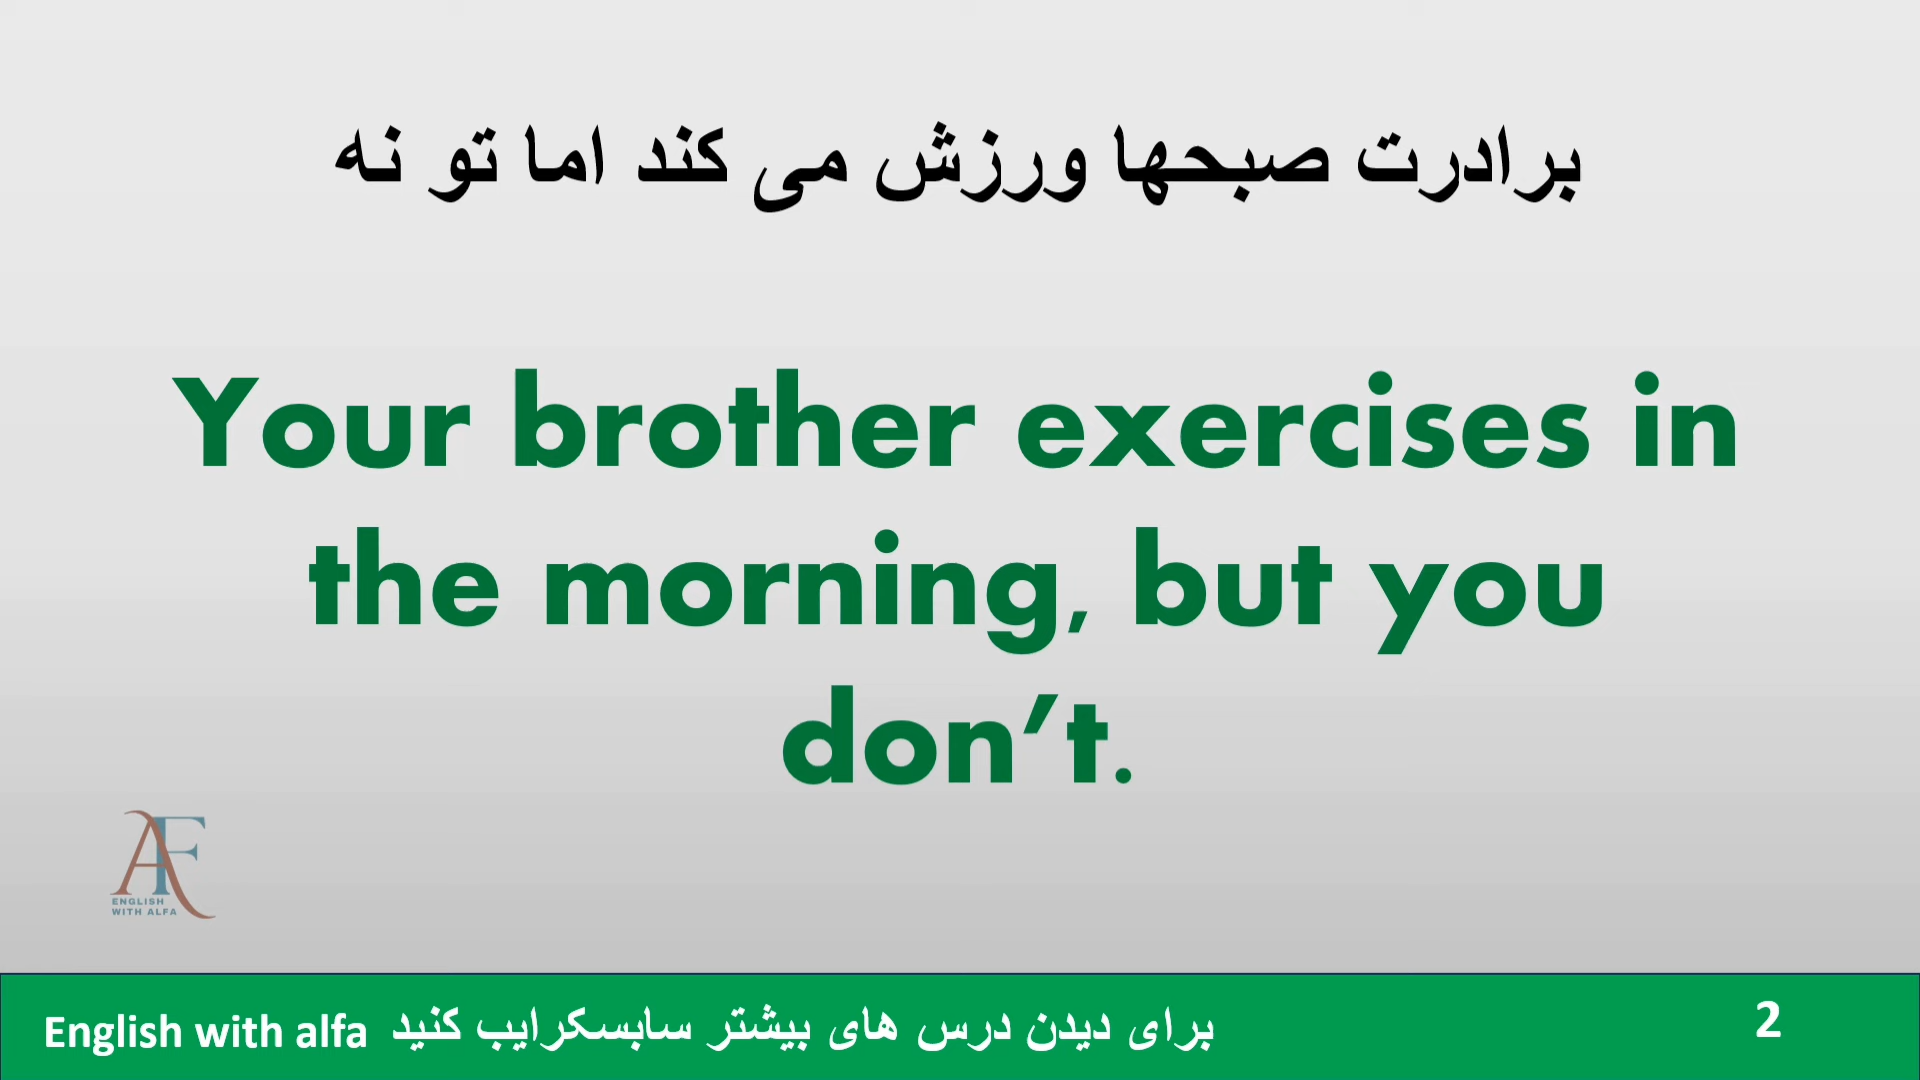 برادرت صبحها ورزش می کند اما تو نه
Your brother exercises in
the morning, but you
don’t.
AF
ENGLISH
WITH ALFA
English with alfa برای دیدن درس های بیشتر سابسکرایب کنید
2